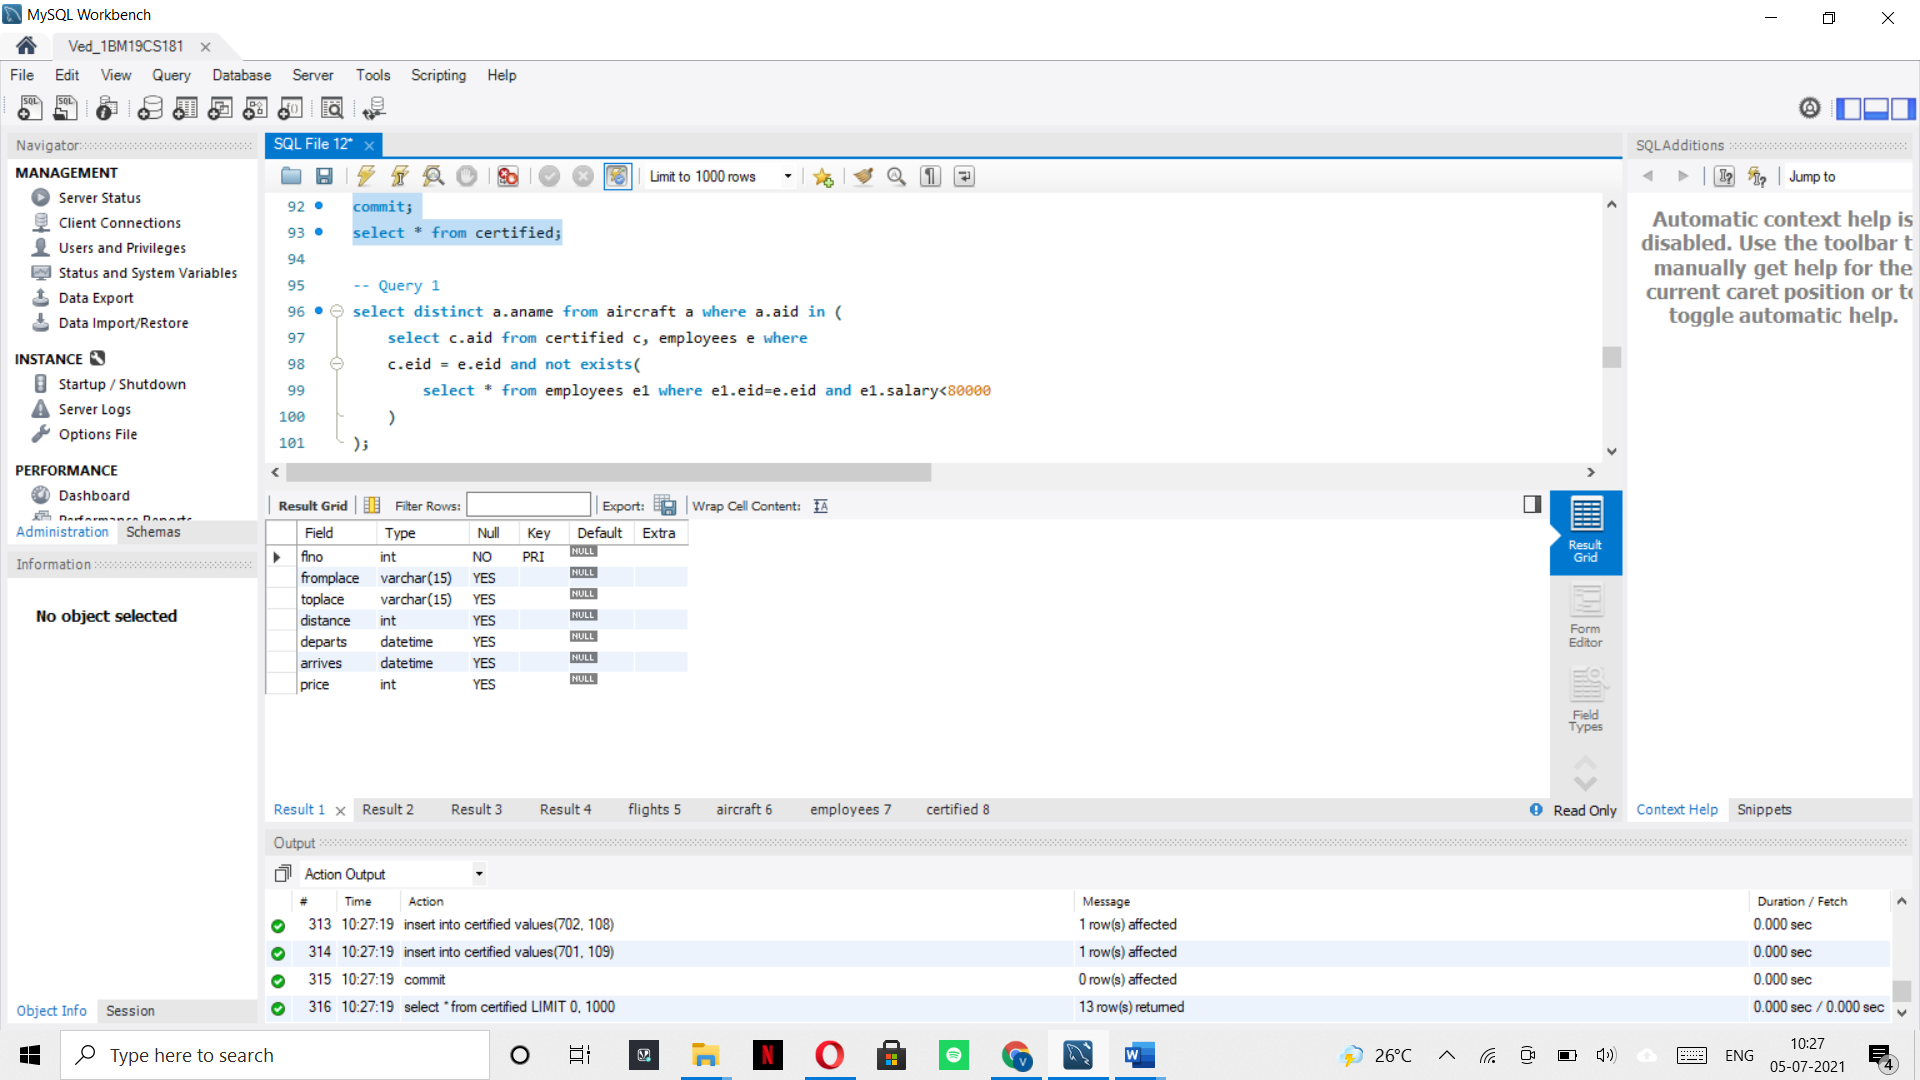 MySQL Workbench
Ved_1BM19CS181
File Edit View Query Database Server Tools Scripting Help
Navigator
MANAGEMENT
Server Status
Client Connections
Users and Privileges
Status and System Variables
Data Export
Data Import/Restore
INSTANCE
Startup / Shutdown
Server Logs
Options File
PERFORMANCE
Dashboard
Performance Reports
Administration Schemas
Information
No object selected
Object Info Session
SQL File 12*
Limit to 1000 rows
92 commit;
93 select * from certified;
94
95 -- Query 1
96 select distinct a.aname from aircraft a where a.aid in (
97 select c.aid from certified c, employees e where
98 c.eid = e.eid and not exists(
99 select * from employees e1 where e1.eid=e.eid and e1.salary<80000
100 )
101 );
Result Grid Filter Rows: Export: Wrap Cell Content:
Field Type Null Key Default Extra
flno int NO PRI NULL
fromplace varchar(15) YES NULL
toplace varchar(15) YES NULL
distance int YES NULL
departs datetime YES NULL
arrives datetime YES NULL
price int YES NULL
Result Grid
Form Editor
Field Types
Result 1 Result 2 Result 3 Result 4 flights 5 aircraft 6 employees 7 certified 8 Read Only
SQLAdditions
Jump to
Automatic context help is
disabled. Use the toolbar t
manually get help for the
current caret position or to
toggle automatic help.
Context Help Snippets
Output
Action Output
# Time Action Message Duration / Fetch
313 10:27:19 insert into certified values(702, 108) 1 row(s) affected 0.000 sec
314 10:27:19 insert into certified values(701, 109) 1 row(s) affected 0.000 sec
315 10:27:19 commit 0 row(s) affected 0.000 sec
316 10:27:19 select * from certified LIMIT 0, 1000 13 row(s) returned 0.000 sec / 0.000 sec
Type here to search
26°C ENG 10:27
05-07-2021
4